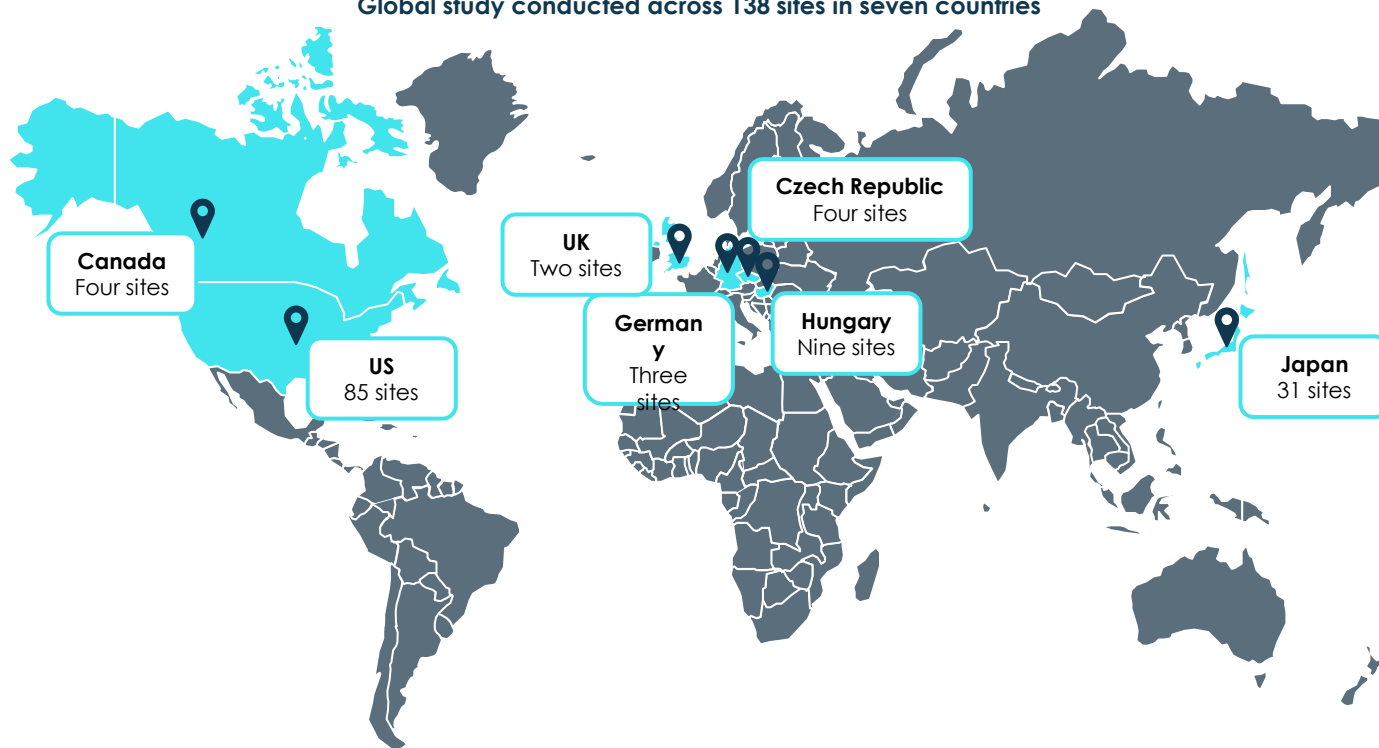 Global study conducted across 138 sites in seven countries
Czech Republic
Four sites
UK
Two sites
Canada
Four sites
German
y
Three
sites
Hungary
Nine sites
US
85 sites
Japan
31 sites